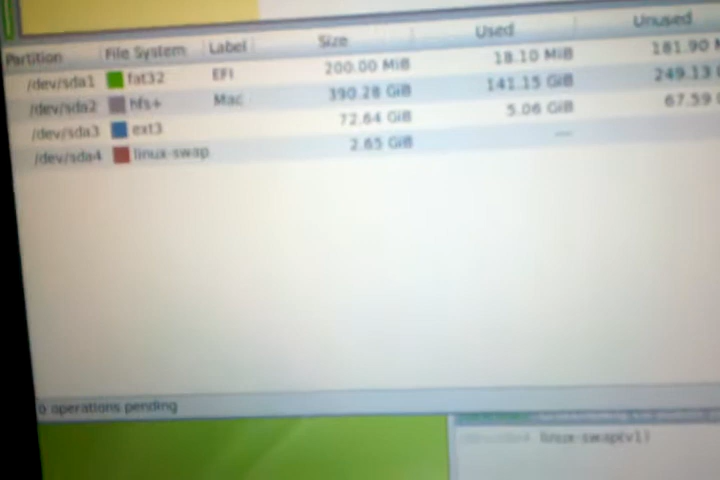 Partition File System Label Size Used Unused
/dev/sda1 fat32 EFI 200.00 MiB 18.10 MiB 181.90 M
/dev/sda2 hfs+ Mac 390.28 GiB 141.15 GiB 249.13 G
/dev/sda3 ext3 72.64 GiB 5.06 GiB 67.59 G
/dev/sda4 linux-swap 2.65 GiB ---
0 operations pending
linux-swap(v1)